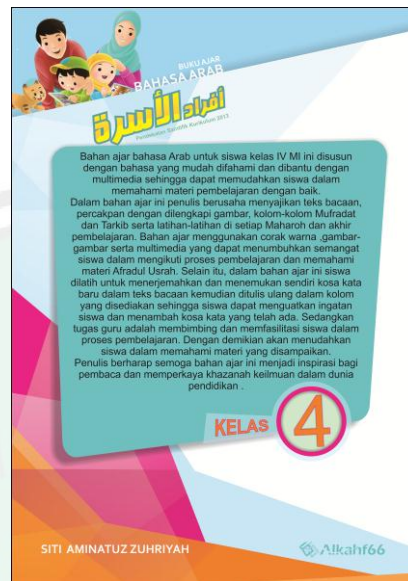 BUKU AJAR
BAHASA ARAB
أفراد الأسرة
Pendekatan Saintifik Kurikulum 2013
Bahan ajar bahasa Arab untuk siswa kelas IV MI ini disusun
dengan bahasa yang mudah difahami dan dibantu dengan
multimedia sehingga dapat memudahkan siswa dalam
memahami materi pembelajaran dengan baik.
Dalam bahan ajar ini penulis berusaha menyajikan teks bacaan,
percakpan dengan dilengkapi gambar, kolom-kolom Mufradat
dan Tarkib serta latihan-latihan di setiap Maharoh dan akhir
pembelajaran. Bahan ajar menggunakan corak warna ,gambar-
gambar serta multimedia yang dapat menumbuhkan semangat
siswa dalam mengikuti proses pembelajaran dan memahami
materi Afradul Usrah. Selain itu, dalam bahan ajar ini siswa
dilatih untuk menerjemahkan dan menemukan sendiri kosa kata
baru dalam teks bacaan kemudian ditulis ulang dalam kolom
yang disediakan sehingga siswa dapat menguatkan ingatan
siswa dan menambah kosa kata yang telah ada. Sedangkan
tugas guru adalah membimbing dan memfasilitasi siswa dalam
proses pembelajaran. Dengan demikian akan menudahkan
siswa dalam memahami materi yang disampaikan.
Penulis berharap semoga bahan ajar ini menjadi inspirasi bagi
pembaca dan memperkaya khazanah keilmuan dalam dunia
pendidikan .
KELAS 4
SITI AMINATUZ ZUHRIYAH
Alkahf66